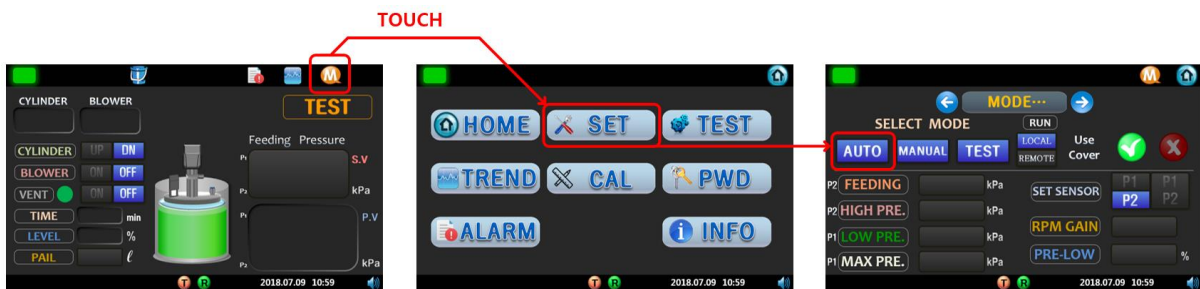 TOUCH
M
CYLINDER BLOWER
TEST
Feeding Pressure
CYLINDER UP DN
P1 S.V
BLOWER ON OFF
VENT ON OFF
P2 kPa
TIME min
P1 P.V
LEVEL %
PAIL ℓ
P2 kPa
T R 2018.07.09 10:59
HOME SET TEST
TREND CAL PWD
ALARM INFO
T R 2018.07.09 10:59
M
MODE···
SELECT MODE RUN
AUTO MANUAL TEST LOCAL REMOTE Use Cover
P2 FEEDING kPa
SET SENSOR P1 P1
P2 P2
P2 HIGH PRE. kPa
P1 LOW PRE. kPa
RPM GAIN
P1 MAX PRE. kPa
PRE-LOW %
T R 2018.07.09 10:59